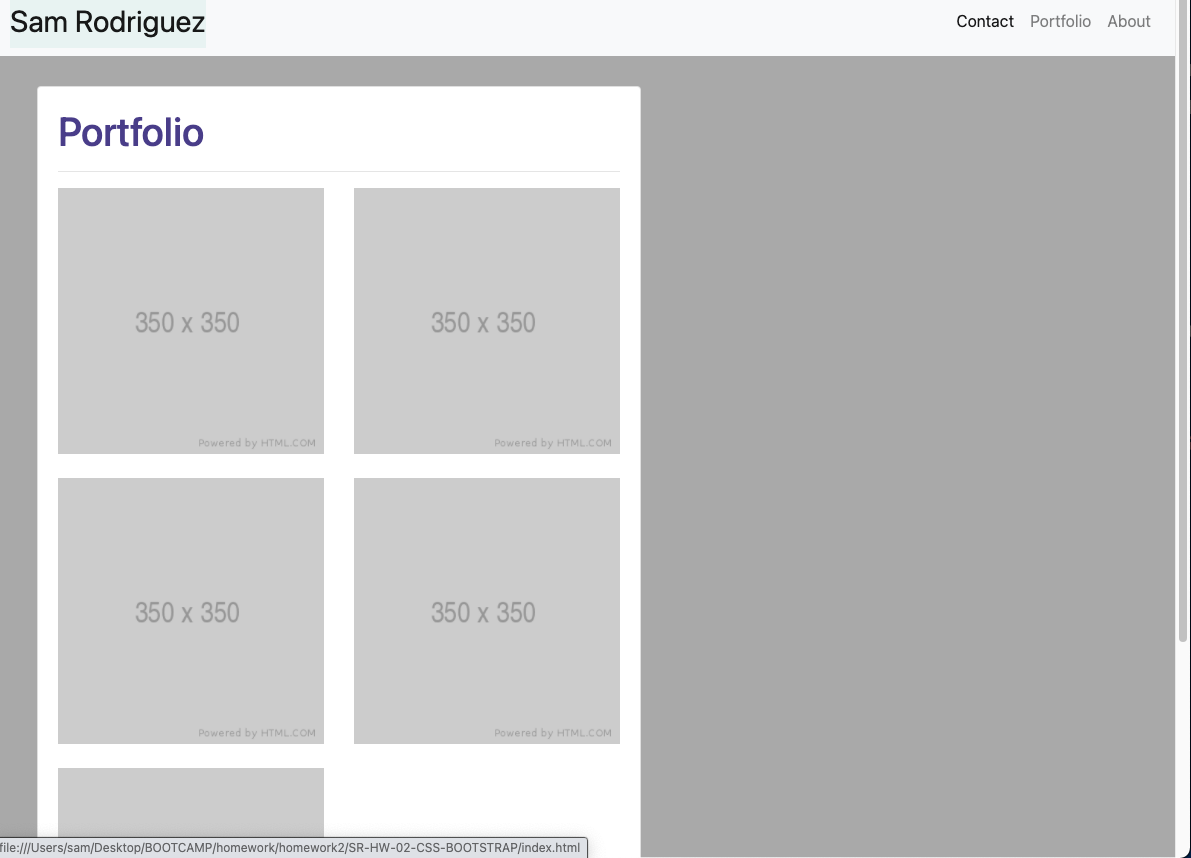 Sam Rodriguez
Contact Portfolio About
Portfolio
350 x 350
Powered by HTML.COM
350 x 350
Powered by HTML.COM
350 x 350
Powered by HTML.COM
350 x 350
Powered by HTML.COM
file:///Users/sam/Desktop/BOOTCAMP/homework/homework2/SR-HW-02-CSS-BOOTSTRAP/index.html